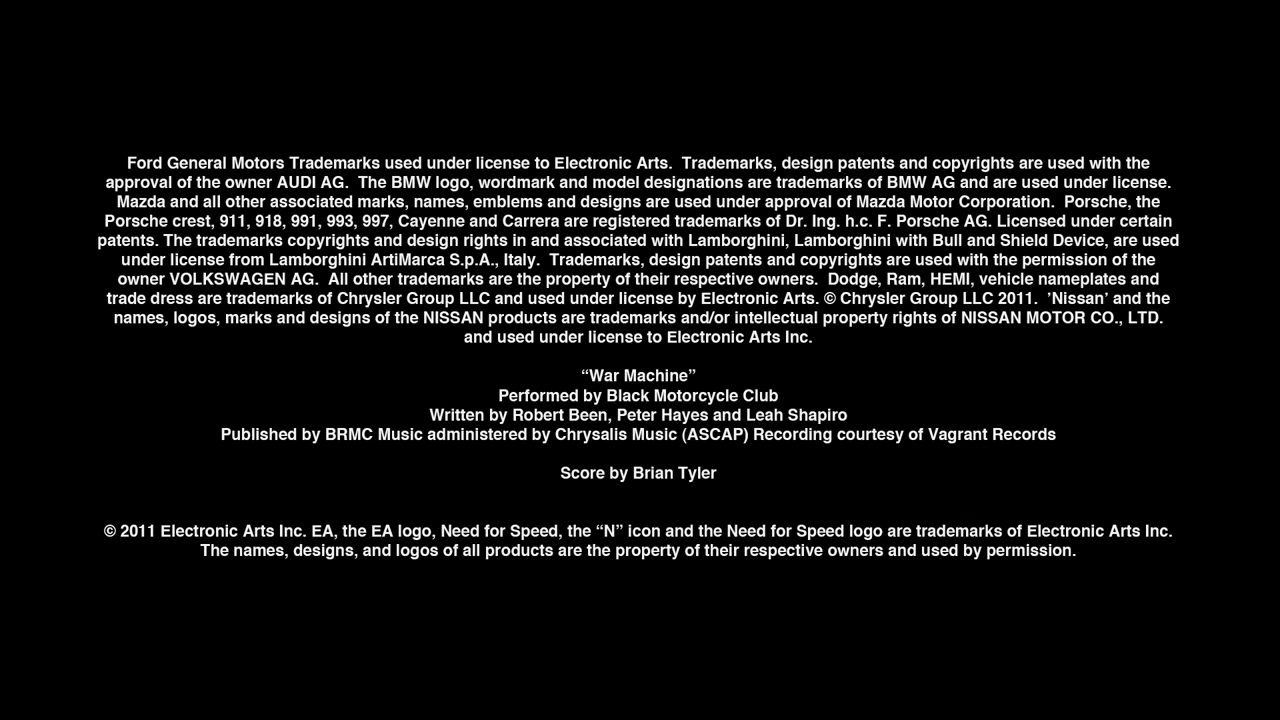 Ford General Motors Trademarks used under license to Electronic Arts.  Trademarks, design patents and copyrights are used with the
approval of the owner AUDI AG.  The BMW logo, wordmark and model designations are trademarks of BMW AG and are used under license.
Mazda and all other associated marks, names, emblems and designs are used under approval of Mazda Motor Corporation.  Porsche, the
Porsche crest, 911, 918, 991, 993, 997, Cayenne and Carrera are registered trademarks of Dr. Ing. h.c. F. Porsche AG. Licensed under certain
patents. The trademarks copyrights and design rights in and associated with Lamborghini, Lamborghini with Bull and Shield Device, are used
under license from Lamborghini ArtiMarca S.p.A., Italy.  Trademarks, design patents and copyrights are used with the permission of the
owner VOLKSWAGEN AG.  All other trademarks are the property of their respective owners.  Dodge, Ram, HEMI, vehicle nameplates and
trade dress are trademarks of Chrysler Group LLC and used under license by Electronic Arts. © Chrysler Group LLC 2011.  ’Nissan’ and the
names, logos, marks and designs of the NISSAN products are trademarks and/or intellectual property rights of NISSAN MOTOR CO., LTD.
and used under license to Electronic Arts Inc.
“War Machine”
Performed by Black Motorcycle Club
Written by Robert Been, Peter Hayes and Leah Shapiro
Published by BRMC Music administered by Chrysalis Music (ASCAP) Recording courtesy of Vagrant Records
Score by Brian Tyler
© 2011 Electronic Arts Inc. EA, the EA logo, Need for Speed, the “N” icon and the Need for Speed logo are trademarks of Electronic Arts Inc.
The names, designs, and logos of all products are the property of their respective owners and used by permission.